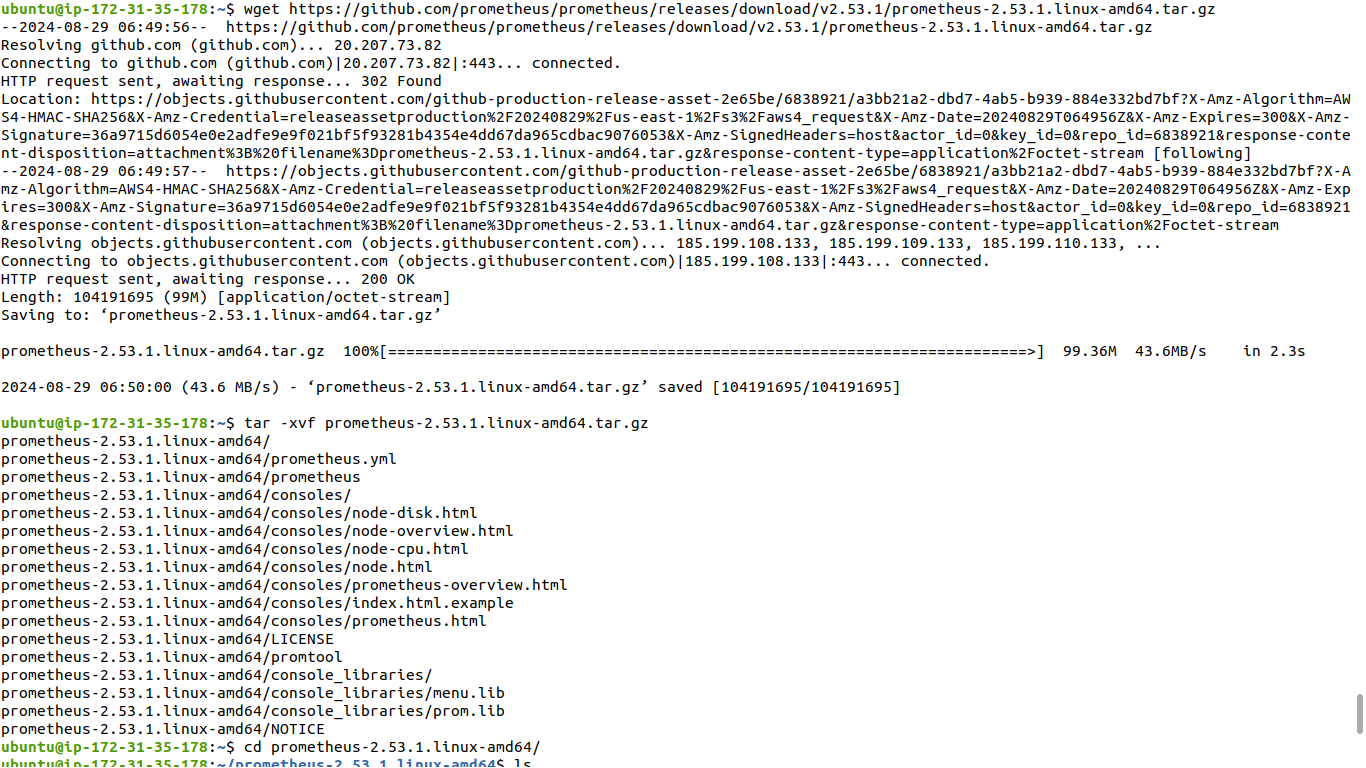 ubuntu@ip-172-31-35-178:~$ wget https://github.com/prometheus/prometheus/releases/download/v2.53.1/prometheus-2.53.1.linux-amd64.tar.gz
--2024-08-29 06:49:56--  https://github.com/prometheus/prometheus/releases/download/v2.53.1/prometheus-2.53.1.linux-amd64.tar.gz
Resolving github.com (github.com)... 20.207.73.82
Connecting to github.com (github.com)|20.207.73.82|:443... connected.
HTTP request sent, awaiting response... 302 Found
Location: https://objects.githubusercontent.com/github-production-release-asset-2e65be/6838921/a3bb21a2-dbd7-4ab5-b939-884e332bd7bf?X-Amz-Algorithm=AW
S4-HMAC-SHA256&X-Amz-Credential=releaseassetproduction%2F20240829%2Fus-east-1%2Fs3%2Faws4_request&X-Amz-Date=20240829T064956Z&X-Amz-Expires=300&X-Amz-
Signature=36a9715d6054e0e2adfe9e9f021bf5f93281b4354e4dd67da965cdbac9076053&X-Amz-SignedHeaders=host&actor_id=0&key_id=0&repo_id=6838921&response-conte
nt-disposition=attachment%3B%20filename%3Dprometheus-2.53.1.linux-amd64.tar.gz&response-content-type=application%2Foctet-stream [following]
--2024-08-29 06:49:57--  https://objects.githubusercontent.com/github-production-release-asset-2e65be/6838921/a3bb21a2-dbd7-4ab5-b939-884e332bd7bf?X-A
mz-Algorithm=AWS4-HMAC-SHA256&X-Amz-Credential=releaseassetproduction%2F20240829%2Fus-east-1%2Fs3%2Faws4_request&X-Amz-Date=20240829T064956Z&X-Amz-Exp
ires=300&X-Amz-Signature=36a9715d6054e0e2adfe9e9f021bf5f93281b4354e4dd67da965cdbac9076053&X-Amz-SignedHeaders=host&actor_id=0&key_id=0&repo_id=6838921
&response-content-disposition=attachment%3B%20filename%3Dprometheus-2.53.1.linux-amd64.tar.gz&response-content-type=application%2Foctet-stream
Resolving objects.githubusercontent.com (objects.githubusercontent.com)... 185.199.108.133, 185.199.109.133, 185.199.110.133, ...
Connecting to objects.githubusercontent.com (objects.githubusercontent.com)|185.199.108.133|:443... connected.
HTTP request sent, awaiting response... 200 OK
Length: 104191695 (99M) [application/octet-stream]
Saving to: ‘prometheus-2.53.1.linux-amd64.tar.gz’
prometheus-2.53.1.linux-amd64.tar.gz  100%[=======================================================================>]  99.36M  43.6MB/s    in 2.3s
2024-08-29 06:50:00 (43.6 MB/s) - ‘prometheus-2.53.1.linux-amd64.tar.gz’ saved [104191695/104191695]
ubuntu@ip-172-31-35-178:~$ tar -xvf prometheus-2.53.1.linux-amd64.tar.gz
prometheus-2.53.1.linux-amd64/
prometheus-2.53.1.linux-amd64/prometheus.yml
prometheus-2.53.1.linux-amd64/prometheus
prometheus-2.53.1.linux-amd64/consoles/
prometheus-2.53.1.linux-amd64/consoles/node-disk.html
prometheus-2.53.1.linux-amd64/consoles/node-overview.html
prometheus-2.53.1.linux-amd64/consoles/node-cpu.html
prometheus-2.53.1.linux-amd64/consoles/node.html
prometheus-2.53.1.linux-amd64/consoles/prometheus-overview.html
prometheus-2.53.1.linux-amd64/consoles/index.html.example
prometheus-2.53.1.linux-amd64/consoles/prometheus.html
prometheus-2.53.1.linux-amd64/LICENSE
prometheus-2.53.1.linux-amd64/promtool
prometheus-2.53.1.linux-amd64/console_libraries/
prometheus-2.53.1.linux-amd64/console_libraries/menu.lib
prometheus-2.53.1.linux-amd64/console_libraries/prom.lib
prometheus-2.53.1.linux-amd64/NOTICE
ubuntu@ip-172-31-35-178:~$ cd prometheus-2.53.1.linux-amd64/
ubuntu@ip-172-31-35-178:~/prometheus-2.53.1.linux-amd64$ ls